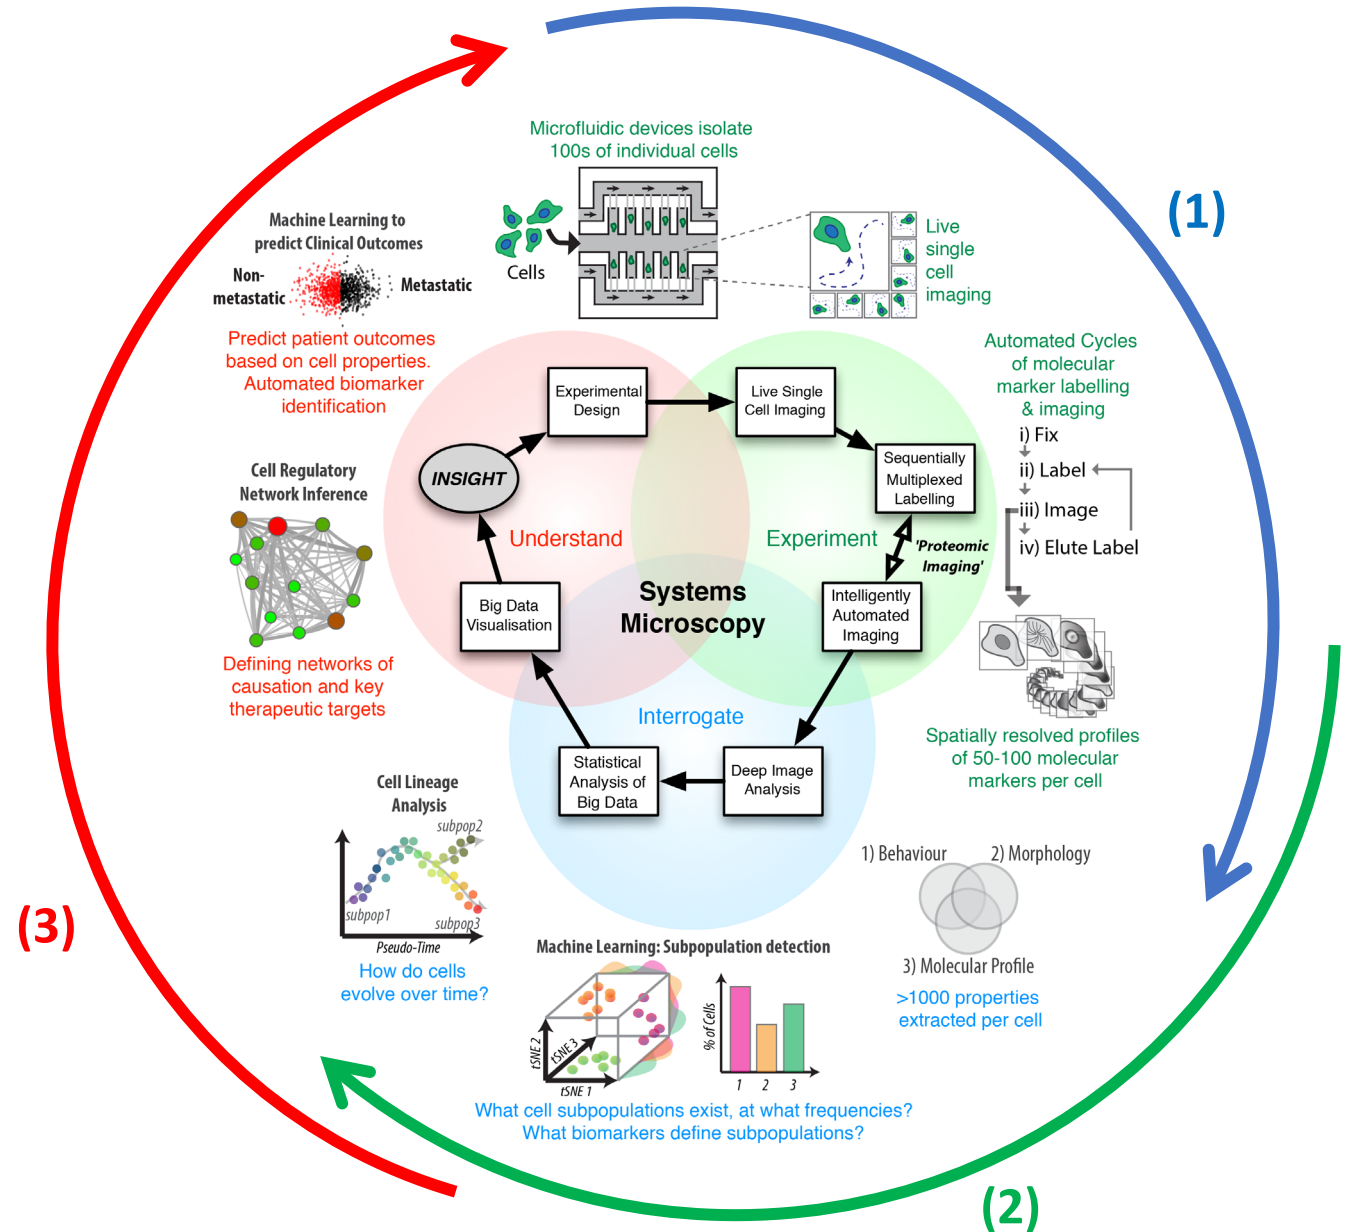 (1)
Microfluidic devices isolate
100s of individual cells
Cells
Live
single
cell
imaging
Machine Learning to
predict Clinical Outcomes
Non-
metastatic
Metastatic
Predict patient outcomes
based on cell properties.
Automated biomarker
identification
Automated Cycles
of molecular
marker labelling
& imaging
i) Fix
ii) Label
iii) Image
iv) Elute Label
Experimental
Design
Live Single
Cell Imaging
INSIGHT
Sequentially
Multiplexed
Labelling
Cell Regulatory
Network Inference
Understand
Experiment
'Proteomic
Imaging'
Systems
Microscopy
Big Data
Visualisation
Intelligently
Automated
Imaging
Defining networks of
causation and key
therapeutic targets
Interrogate
Spatially resolved profiles
of 50-100 molecular
markers per cell
Statistical
Analysis of
Big Data
Deep Image
Analysis
Cell Lineage
Analysis
subpop2
subpop1
subpop3
Pseudo-Time
How do cells
evolve over time?
1) Behaviour
2) Morphology
3) Molecular Profile
>1000 properties
extracted per cell
(3)
Machine Learning: Subpopulation detection
tSNE 2
tSNE 3
tSNE 1
% of Cells
1 2 3
What cell subpopulations exist, at what frequencies?
What biomarkers define subpopulations?
(2)